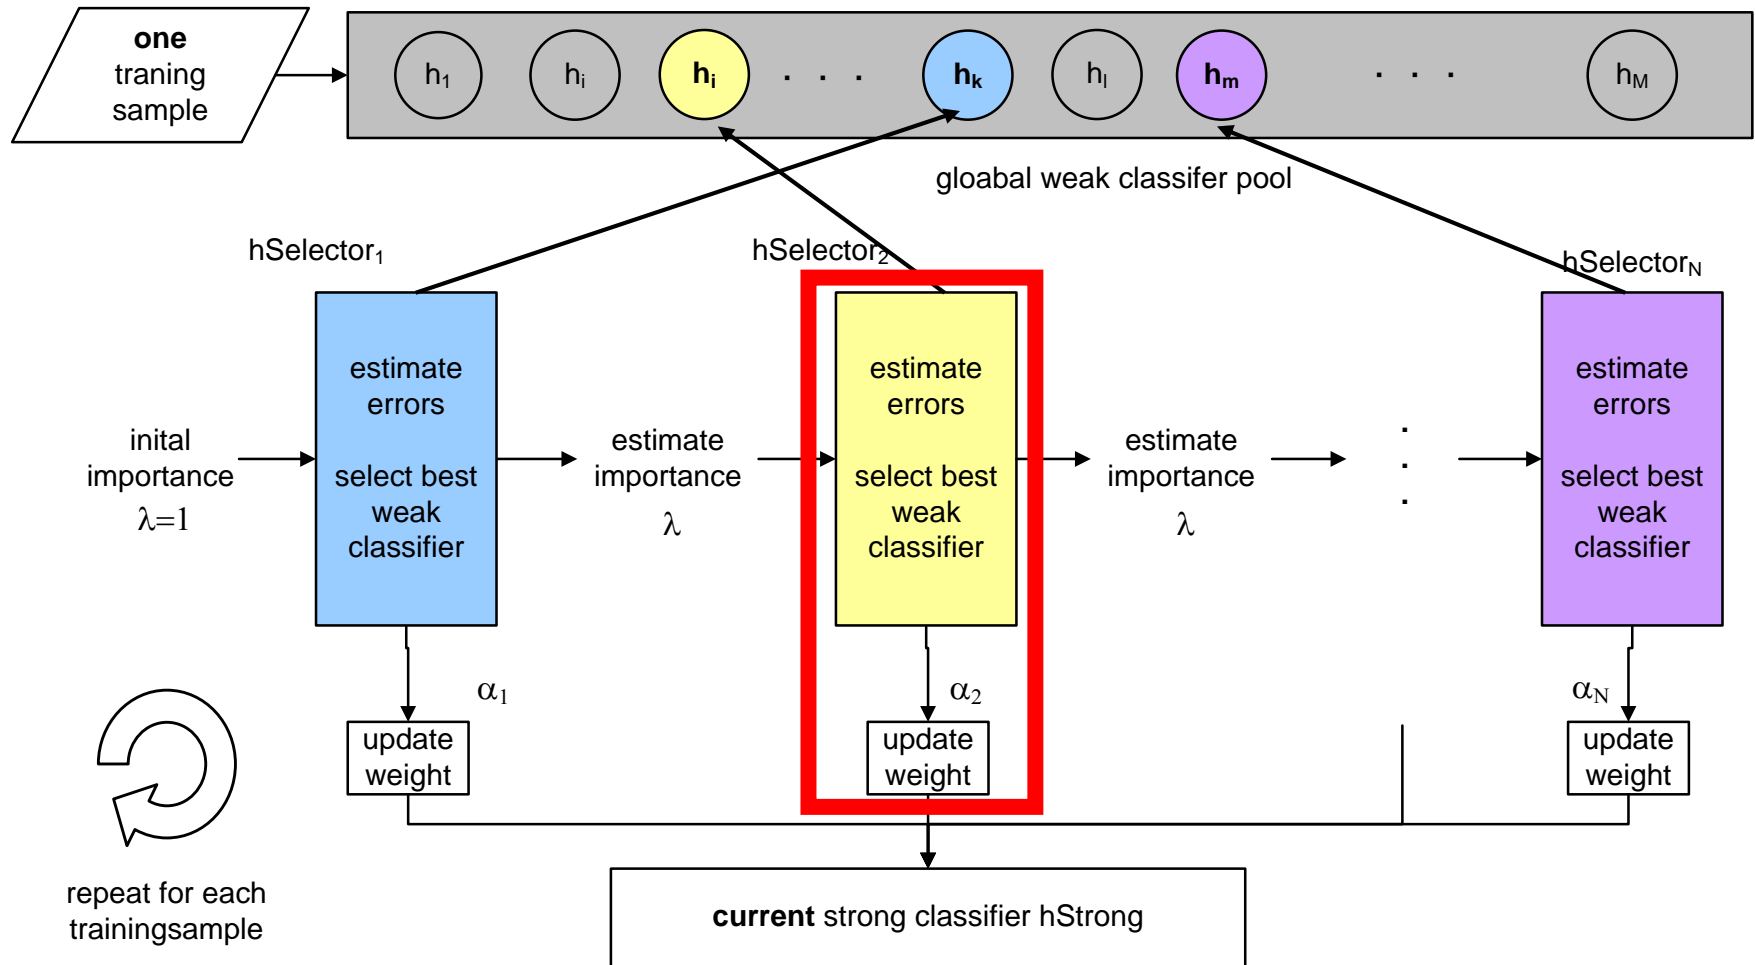 one
traning
sample
h1
hi
hi
. . .
hk
hl
hm
. . .
hM
gloabal weak classifer pool
hSelector1
hSelector2
hSelectorN
inital
importance
λ=1
estimate
errors
select best
weak
classifier
estimate
importance
λ
estimate
errors
select best
weak
classifier
estimate
importance
λ
.
.
.
estimate
errors
select best
weak
classifier
α1
α2
αN
update
weight
update
weight
update
weight
repeat for each
trainingsample
current strong classifier hStrong